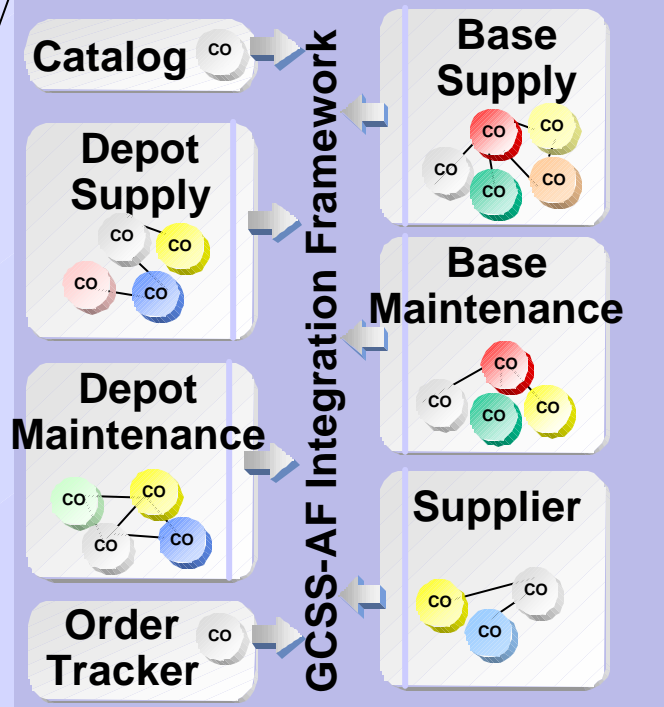 Catalog
CO
Depot
Supply
CO
CO
CO
CO
Depot
Maintenance
CO
CO
CO
CO
Order
Tracker
CO
GCSS-AF Integration Framework
Base
Supply
CO
CO
CO
CO
CO
Base
Maintenance
CO
CO
CO
CO
Supplier
CO
CO
CO